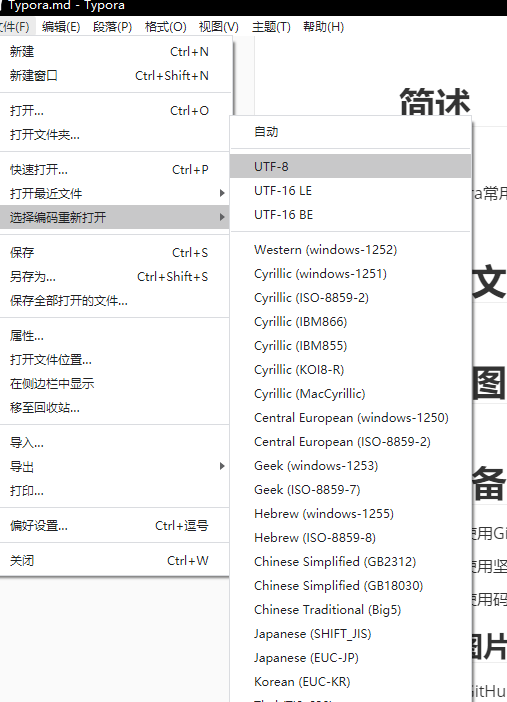 Typora.md - Typora
文件(F) 编辑(E) 段落(P) 格式(O) 视图(V) 主题(T) 帮助(H)
新建 Ctrl+N
新建窗口 Ctrl+Shift+N
打开... Ctrl+O
打开文件夹...
快速打开... Ctrl+P
打开最近文件
选择编码重新打开
保存 Ctrl+S
另存为... Ctrl+Shift+S
保存全部打开的文件...
属性...
打开文件位置...
在侧边栏中显示
移至回收站...
导入...
导出
打印...
偏好设置... Ctrl+逗号
关闭 Ctrl+W
自动
UTF-8
UTF-16 LE
UTF-16 BE
Western (windows-1252)
Cyrillic (windows-1251)
Cyrillic (ISO-8859-2)
Cyrillic (IBM866)
Cyrillic (IBM855)
Cyrillic (KOI8-R)
Cyrillic (MacCyrillic)
Central European (windows-1250)
Central European (ISO-8859-2)
Geek (windows-1253)
Geek (ISO-8859-7)
Hebrew (windows-1255)
Hebrew (ISO-8859-8)
Chinese Simplified (GB2312)
Chinese Simplified (GB18030)
Chinese Traditional (Big5)
Japanese (SHIFT_JIS)
Japanese (EUC-JP)
Korean (EUC-KR)
简述
ra常用
文
图
备
使用Gi
使用坚
使用码
图片
GitHu